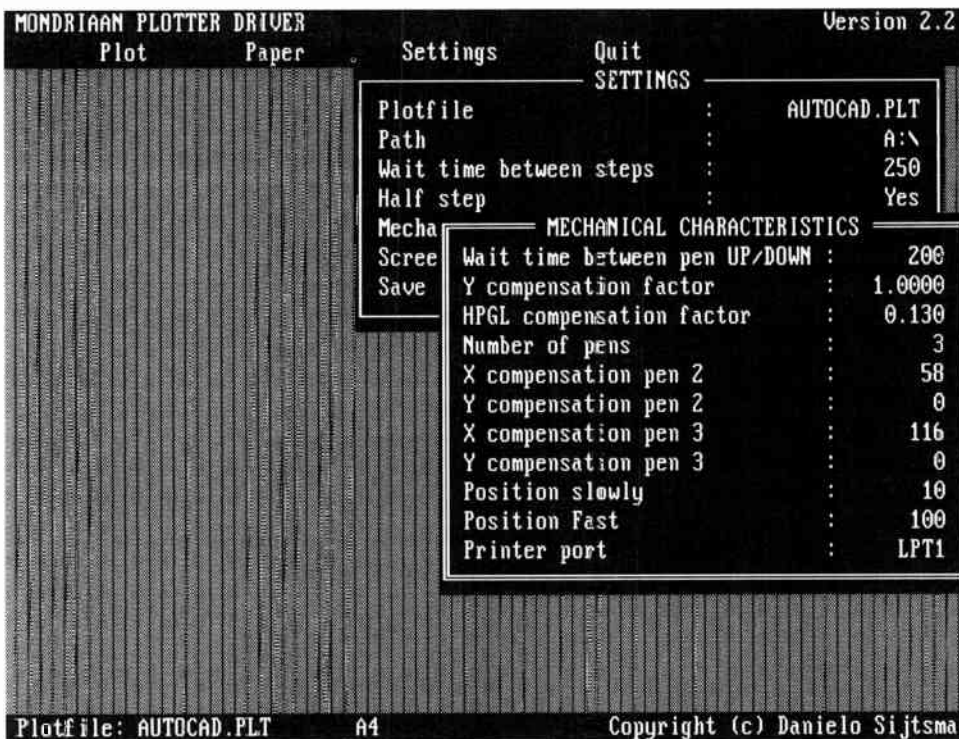 MONDRIAAN PLOTTER DRIVER Version 2.2
Plot Paper Settings Quit
SETTINGS
Plotfile : AUTOCAD.PLT
Path : A:\
Wait time between steps : 250
Half step : Yes
Mecha
Scree
Save
MECHANICAL CHARACTERISTICS
Wait time between pen UP/DOWN : 200
Y compensation factor : 1.0000
HPGL compensation factor : 0.130
Number of pens : 3
X compensation pen 2 : 58
Y compensation pen 2 : 0
X compensation pen 3 : 116
Y compensation pen 3 : 0
Position slowly : 10
Position Fast : 100
Printer port : LPT1
Plotfile: AUTOCAD.PLT A4 Copyright (c) Danielo Sijtsma